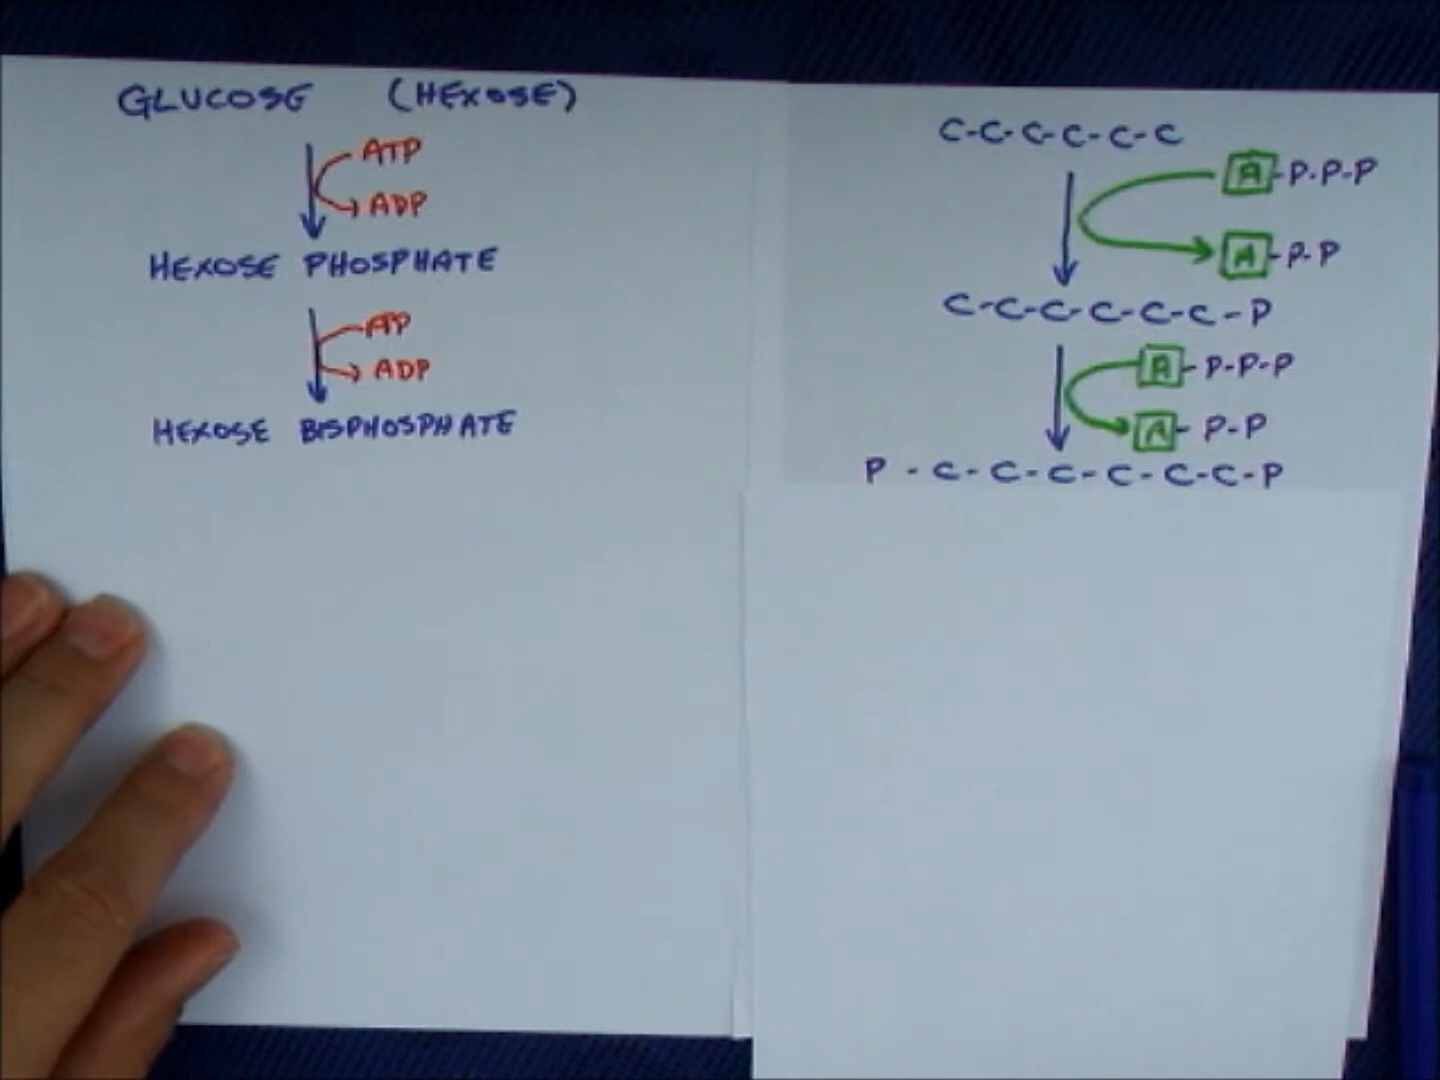 GLUCOSE (HEXOSE)
ATP
ADP
HEXOSE PHOSPHATE
ATP
ADP
HEXOSE BISPHOSPHATE
C-C-C-C-C-C
A-P-P-P
A-P-P
C-C-C-C-C-C-P
A-P-P-P
A-P-P
P-C-C-C-C-C-C-P